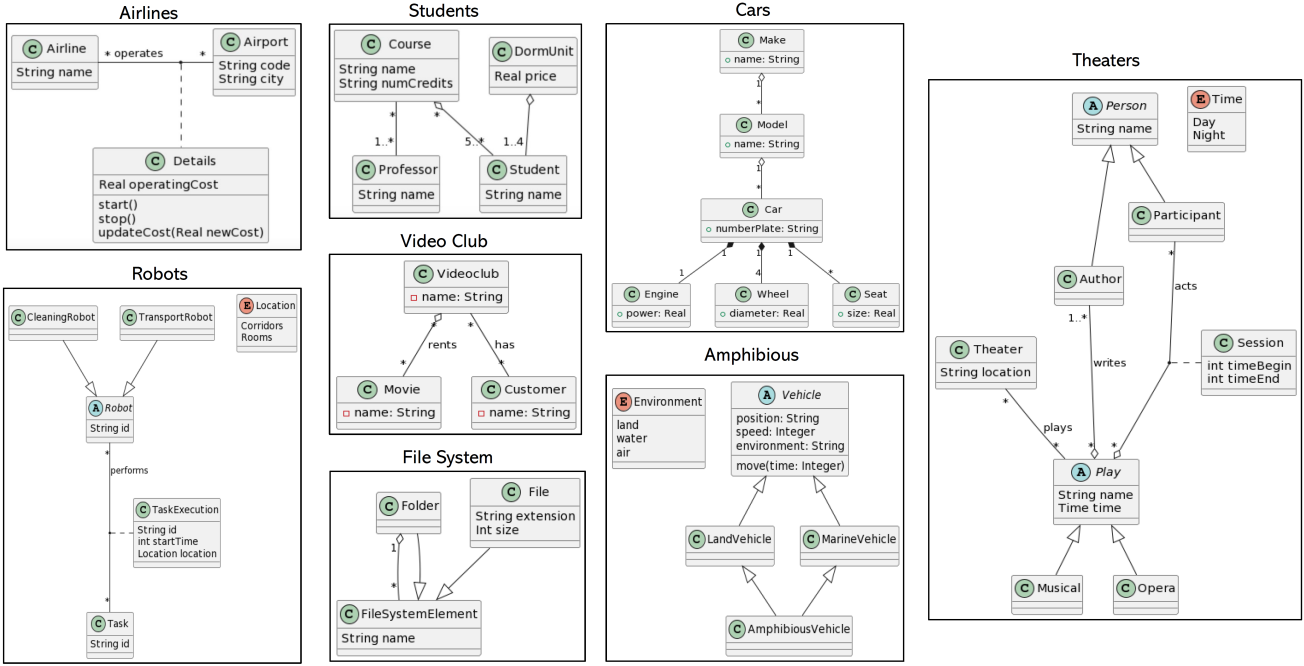 Airlines
C Airline
String name
* operates *
C Airport
String code
String city
C Details
Real operatingCost
start()
stop()
updateCost(Real newCost)
Robots
C CleaningRobot
C TransportRobot
E Location
Corridors
Rooms
A Robot
String id
*
performs
C TaskExecution
String id
int startTime
Location location
*
C Task
String id
Students
C Course
String name
String numCredits
C DormUnit
Real price
* *
1..* 5..* 1..4
C Professor
String name
C Student
String name
Video Club
C Videoclub
name: String
* *
rents has
* *
C Movie
name: String
C Customer
name: String
File System
C Folder
C File
String extension
Int size
1
*
C FileSystemElement
String name
Cars
C Make
name: String
1
*
C Model
name: String
1
*
C Car
numberPlate: String
1 1 1
1 4 *
C Engine
power: Real
C Wheel
diameter: Real
C Seat
size: Real
Amphibious
E Environment
land
water
air
A Vehicle
position: String
speed: Integer
environment: String
move(time: Integer)
C LandVehicle
C MarineVehicle
C AmphibiousVehicle
Theaters
A Person
String name
E Time
Day
Night
C Participant
*
C Author
acts
1..*
C Theater
String location
*
writes
C Session
int timeBegin
int timeEnd
plays
* * *
A Play
String name
Time time
C Musical
C Opera